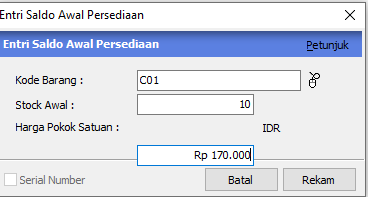 Entri Saldo Awal Persediaan
Entri Saldo Awal Persediaan Petunjuk
Kode Barang : C01
Stock Awal : 10
Harga Pokok Satuan : IDR
Rp 170.000
Serial Number Batal Rekam